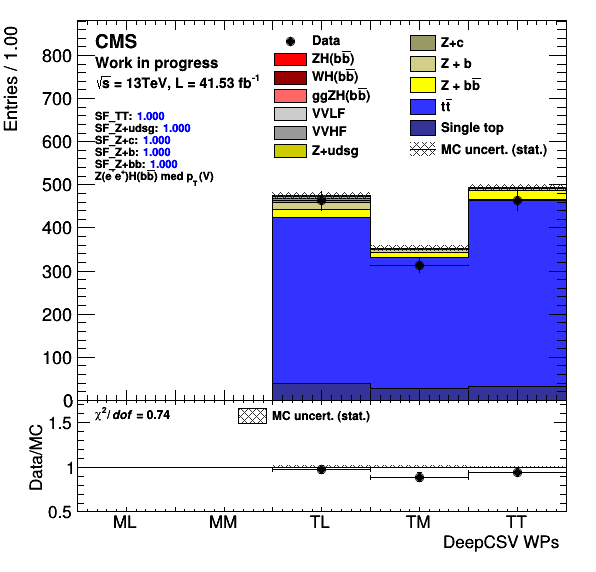 CMS
Work in progress
√s = 13TeV, L = 41.53 fb⁻¹
SF_TT: 1.000
SF_Z+udsg: 1.000
SF_Z+c: 1.000
SF_Z+b: 1.000
SF_Z+bb: 1.000
Z(e⁻e⁺)H(bb̅) med p_T(V)
Data
ZH(bb̅)
WH(bb̅)
ggZH(bb̅)
VVLF
VVHF
Z+udsg
Z+c
Z + b
Z + bb̅
tt̅
Single top
MC uncert. (stat.)
Entries / 1.00
800
700
600
500
400
300
200
100
0
χ²/dof = 0.74
MC uncert. (stat.)
Data/MC
1.5
1
0.5
ML MM TL TM TT
DeepCSV WPs